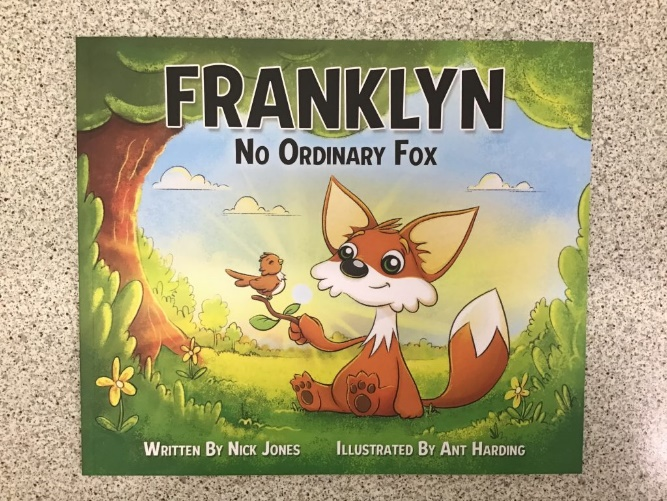 FRANKLYN
NO ORDINARY FOX
WRITTEN BY NICK JONES ILLUSTRATED BY ANT HARDING